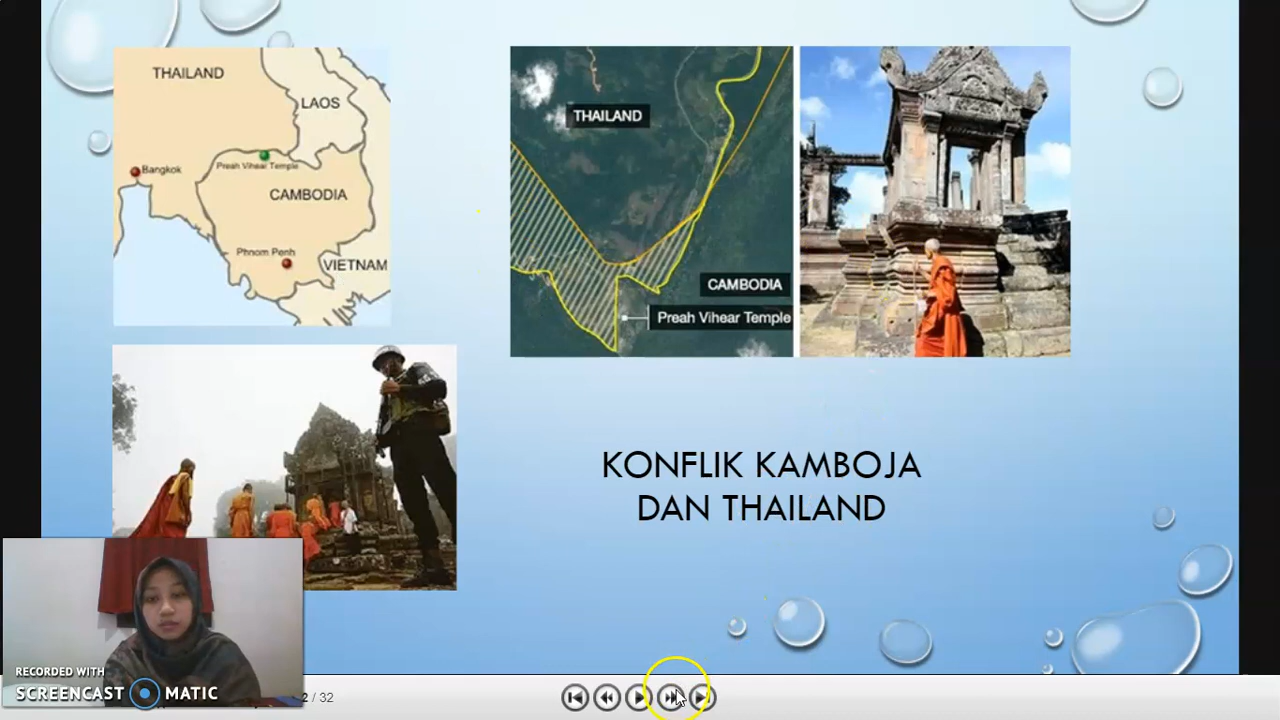 THAILAND
LAOS
Preah Vihear Temple
Bangkok
CAMBODIA
Phnom Penh
VIETNAM
THAILAND
CAMBODIA
Preah Vihear Temple
KONFLIK KAMBOJA
DAN THAILAND
RECORDED WITH
SCREENCAST MATIC
2 / 32